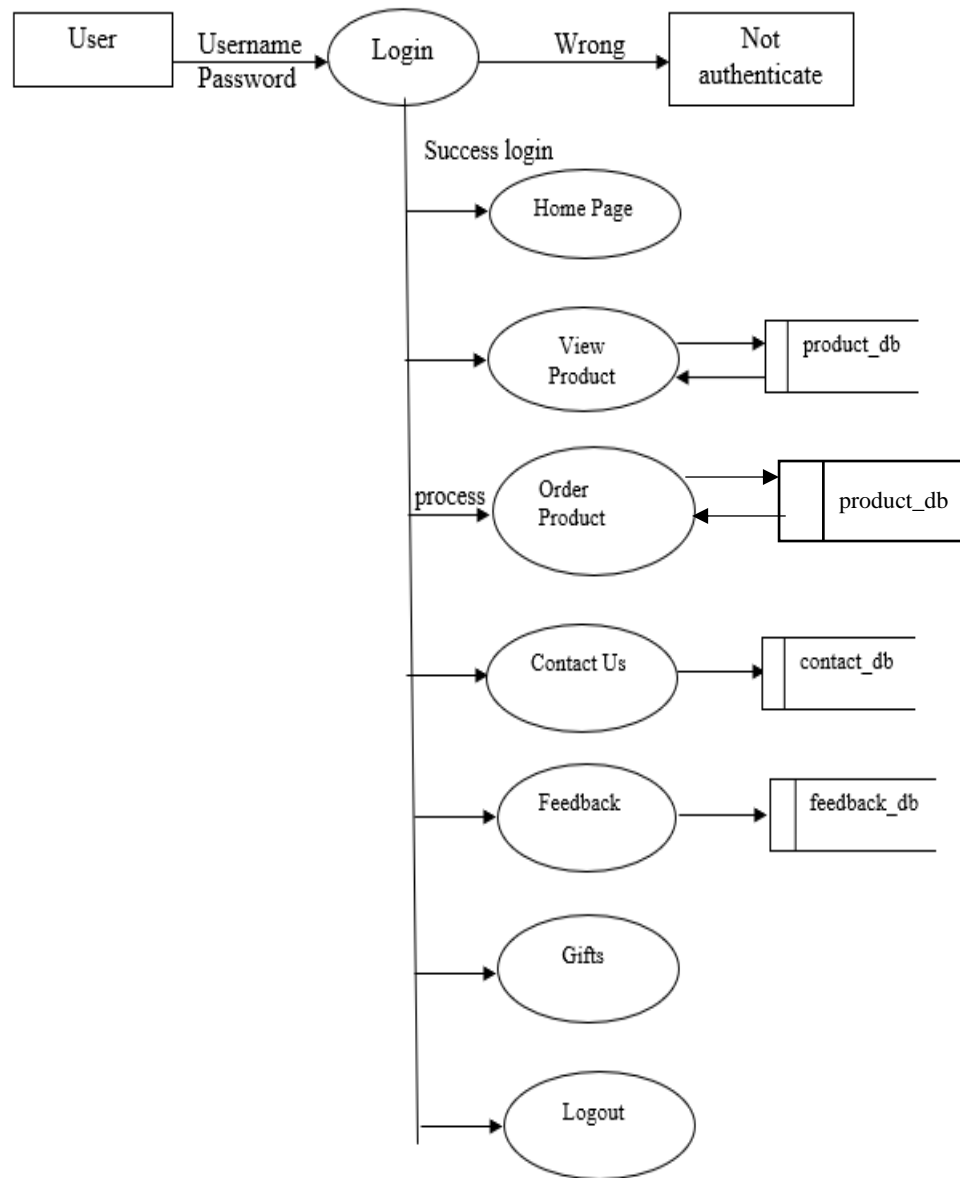 User
Username
Password
Login
Wrong
Not
authenticate
Success login
Home Page
View
Product
product_db
process
Order
Product
product_db
Contact Us
contact_db
Feedback
feedback_db
Gifts
Logout